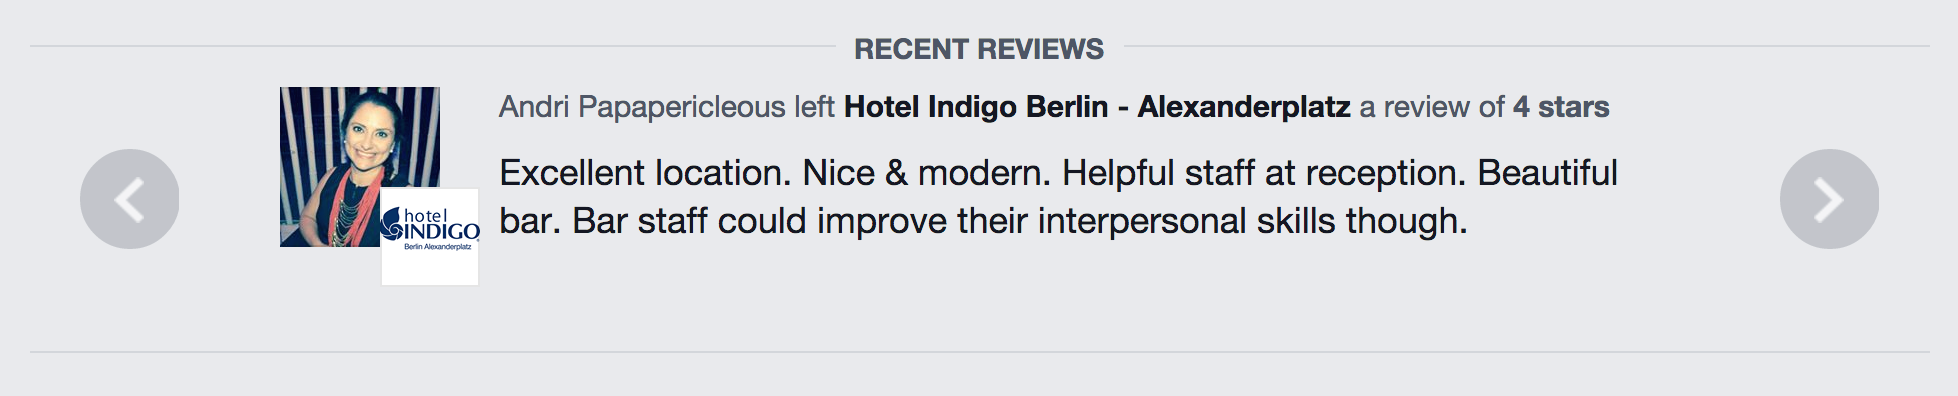 RECENT REVIEWS
Andri Papapericleous left Hotel Indigo Berlin - Alexanderplatz a review of 4 stars
Excellent location. Nice & modern. Helpful staff at reception. Beautiful
bar. Bar staff could improve their interpersonal skills though.
hotel
INDIGO
Berlin Alexanderplatz